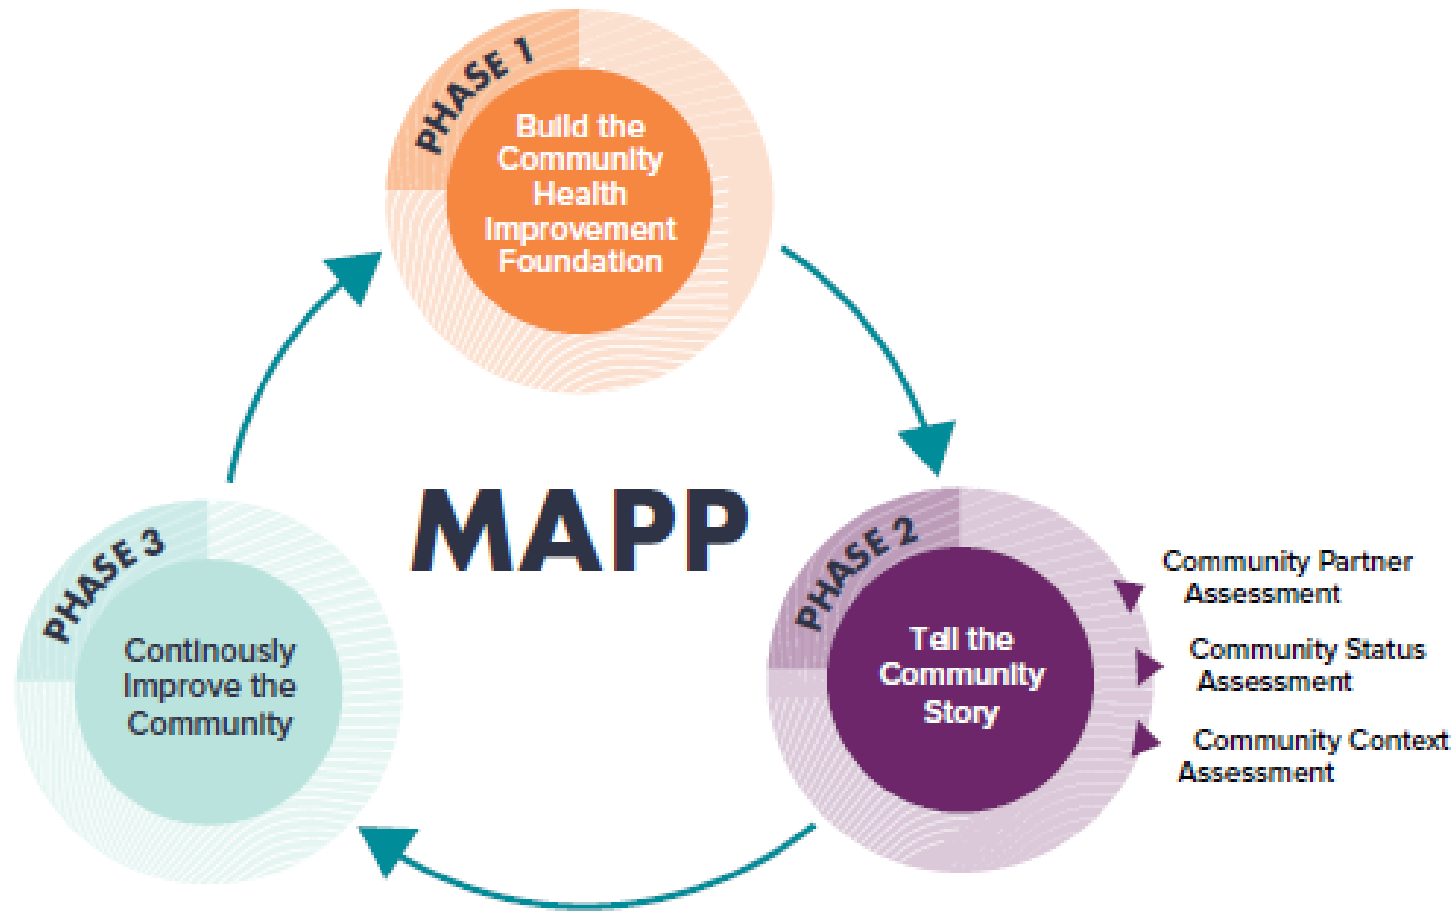 PHASE 1
Build the
Community
Health
Improvement
Foundation
MAPP
PHASE 2
Tell the
Community
Story
Community Partner
Assessment
Community Status
Assessment
Community Context
Assessment
PHASE 3
Continously
Improve the
Community